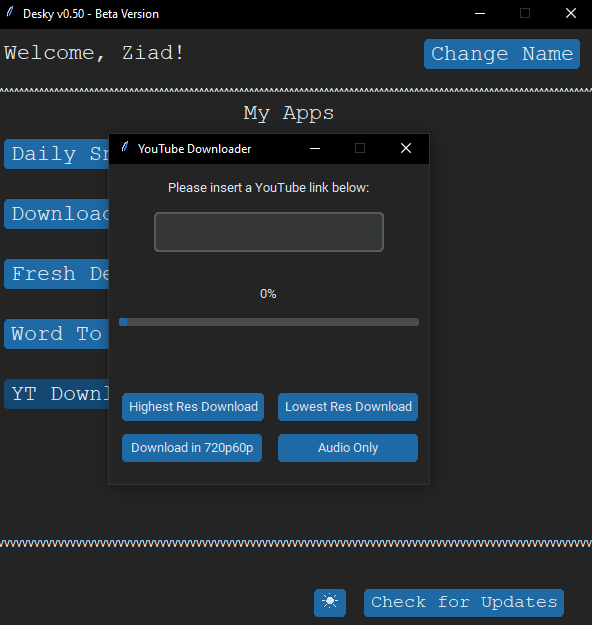 Desky v0.50 - Beta Version
Welcome, Ziad!
Change Name
My Apps
YouTube Downloader
Daily Sn
Please insert a YouTube link below:
Download
Fresh De
0%
Word To
YT Downl
Highest Res Download
Lowest Res Download
Download in 720p60p
Audio Only
Check for Updates